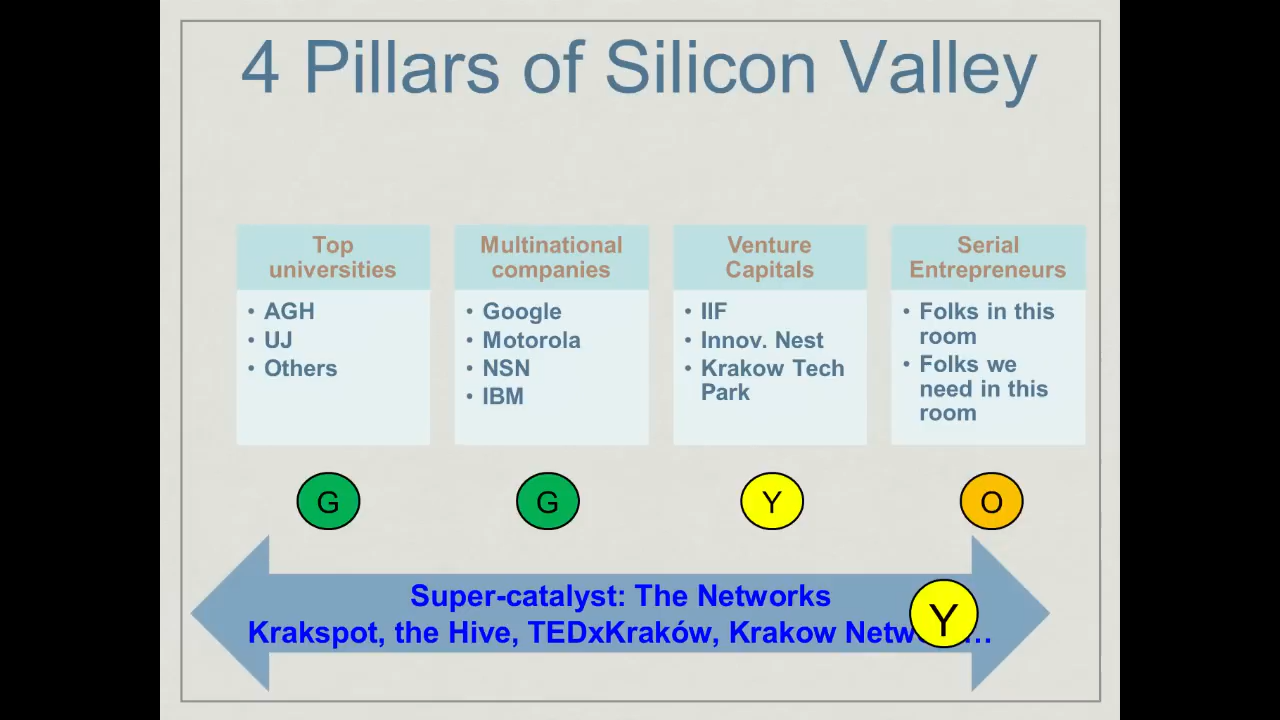 4 Pillars of Silicon Valley
Top
universities
• AGH
• UJ
• Others
Multinational
companies
• Google
• Motorola
• NSN
• IBM
Venture
Capitals
• IIF
• Innov. Nest
• Krakow Tech
Park
Serial
Entrepreneurs
• Folks in this
room
• Folks we
need in this
room
G
G
Y
O
Super-catalyst: The Networks
Krakspot, the Hive, TEDxKraków, Krakow
Y